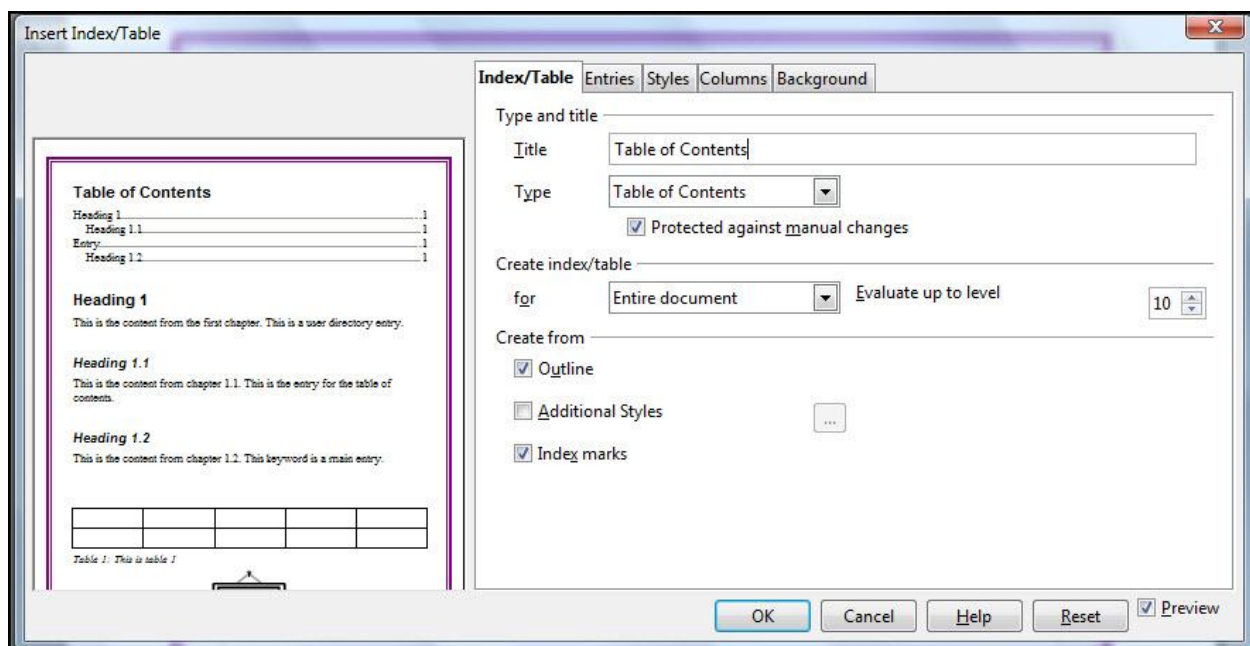 Insert Index/Table
Index/Table Entries Styles Columns Background
Type and title
Title Table of Contents
Type Table of Contents
Protected against manual changes
Create index/table
for Entire document Evaluate up to level 10
Create from
Outline
Additional Styles ...
Index marks
Table of Contents
Heading 1 1
Heading 1.1 1
Entry 1
Heading 1.2 1
Heading 1
This is the content from the first chapter. This is a user directory entry.
Heading 1.1
This is the content from chapter 1.1. This is the entry for the table of
contents.
Heading 1.2
This is the content from chapter 1.2. This keyword is a main entry.
Table 1: This is table 1
OK Cancel Help Reset Preview